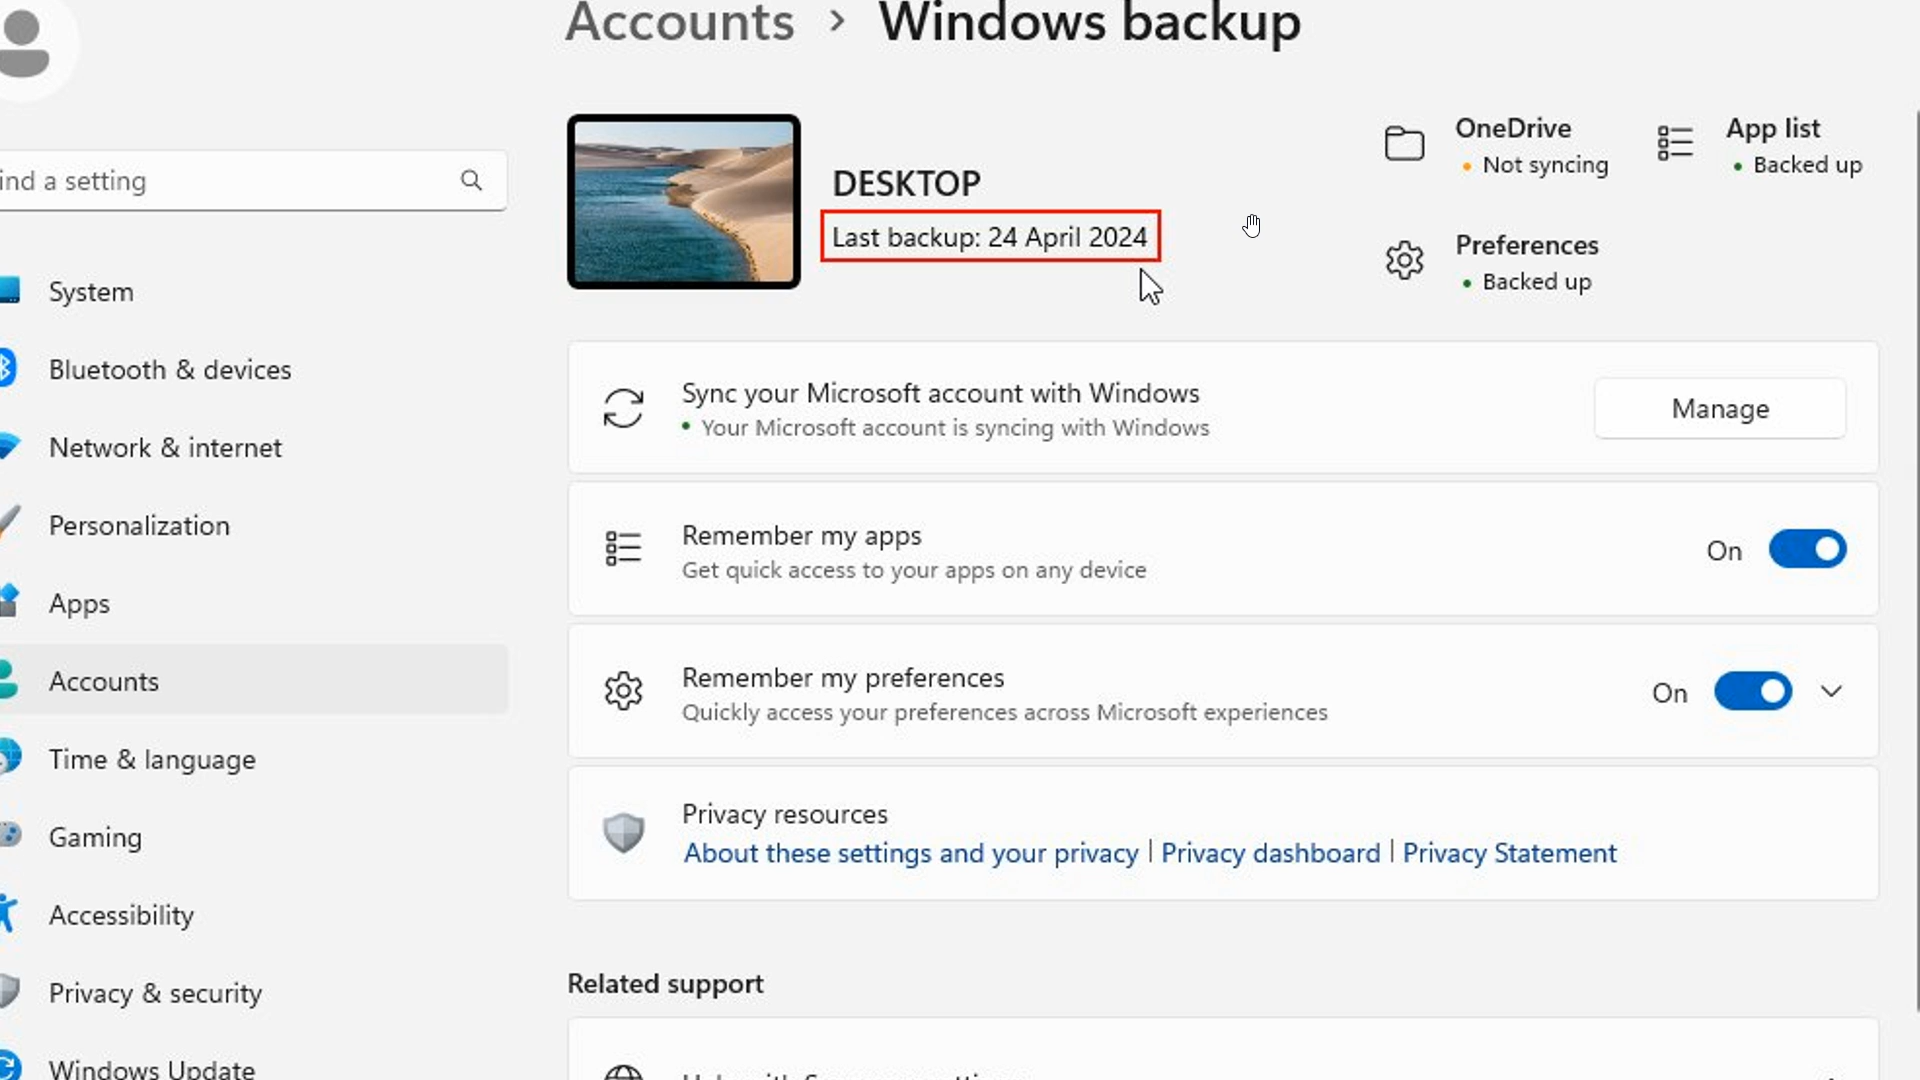 Accounts > Windows backup
ind a setting
System
Bluetooth & devices
Network & internet
Personalization
Apps
Accounts
Time & language
Gaming
Accessibility
Privacy & security
Windows Update
DESKTOP
Last backup: 24 April 2024
OneDrive
• Not syncing
App list
• Backed up
Preferences
• Backed up
Sync your Microsoft account with Windows
• Your Microsoft account is syncing with Windows
Manage
Remember my apps
Get quick access to your apps on any device
On
Remember my preferences
Quickly access your preferences across Microsoft experiences
On
Privacy resources
About these settings and your privacy | Privacy dashboard | Privacy Statement
Related support